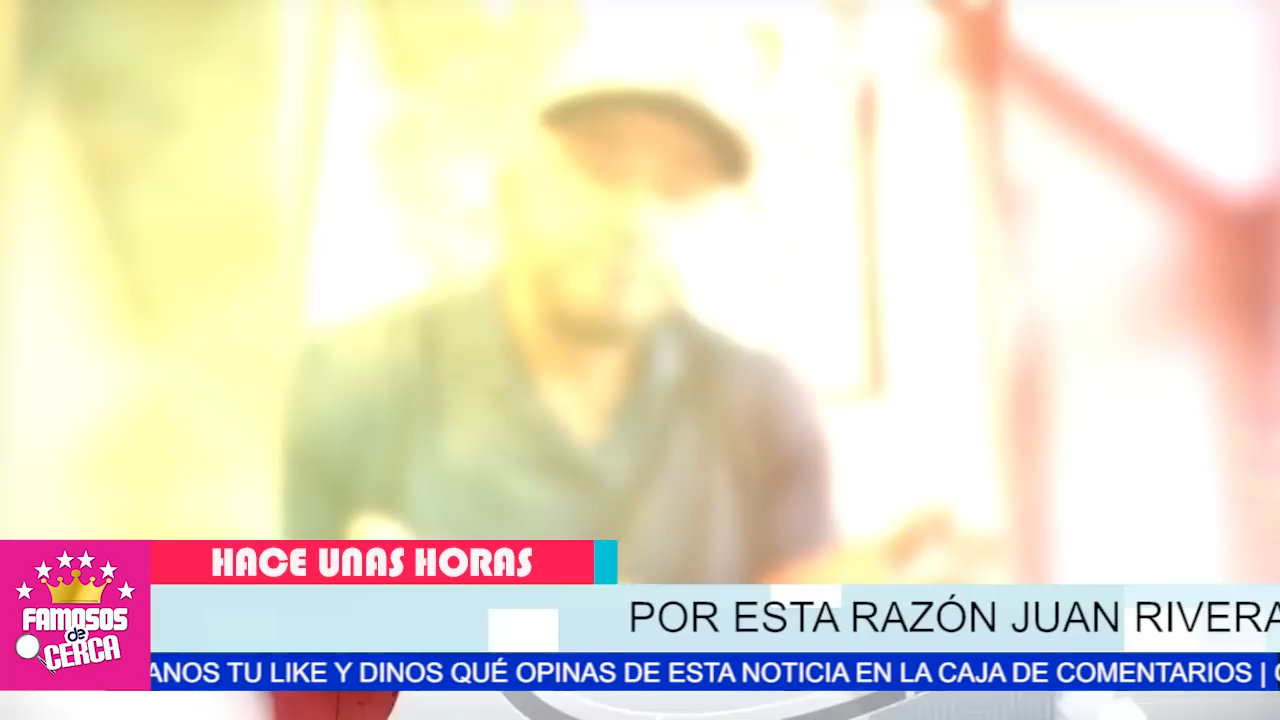 HACE UNAS HORAS
FAMOSOS
de
CERCA
POR ESTA RAZÓN JUAN RIVERA
ANOS TU LIKE Y DINOS QUÉ OPINAS DE ESTA NOTICIA EN LA CAJA DE COMENTARIOS |